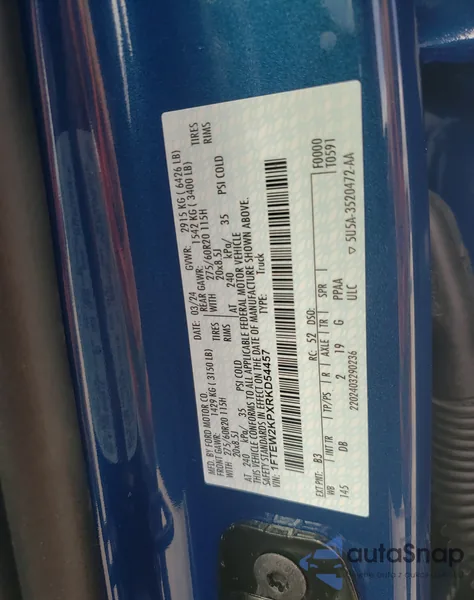 MFD. BY FORD MOTOR CO.
DATE: 03/24 GVWR: 2915 KG ( 6426 LB)
FRONT GAWR: 1429 KG ( 3150 LB) REAR GAWR: 1542 KG ( 3400 LB)
WITH 275/60R20 115H TIRES WITH 275/60R20 115H TIRES
20x8.5J RIMS 20x8.5J RIMS
AT 240 kPa/ 35 PSI COLD AT 240 kPa/ 35 PSI COLD
THIS VEHICLE CONFORMS TO ALL APPLICABLE FEDERAL MOTOR VEHICLE
SAFETY STANDARDS IN EFFECT ON THE DATE OF MANUFACTURE SHOWN ABOVE.
VIN: 1FTEW2KPXRKD54457
TYPE: Truck
F0000
T0591
EXT PNT: B3 RC: 52 DSO:
WB INT TR TP/PS R AXLE TR SPR
145 DB 2 19 G PPAA
2202403290236 ULC
▽ 5U5A-3520472-AA
autaSnap